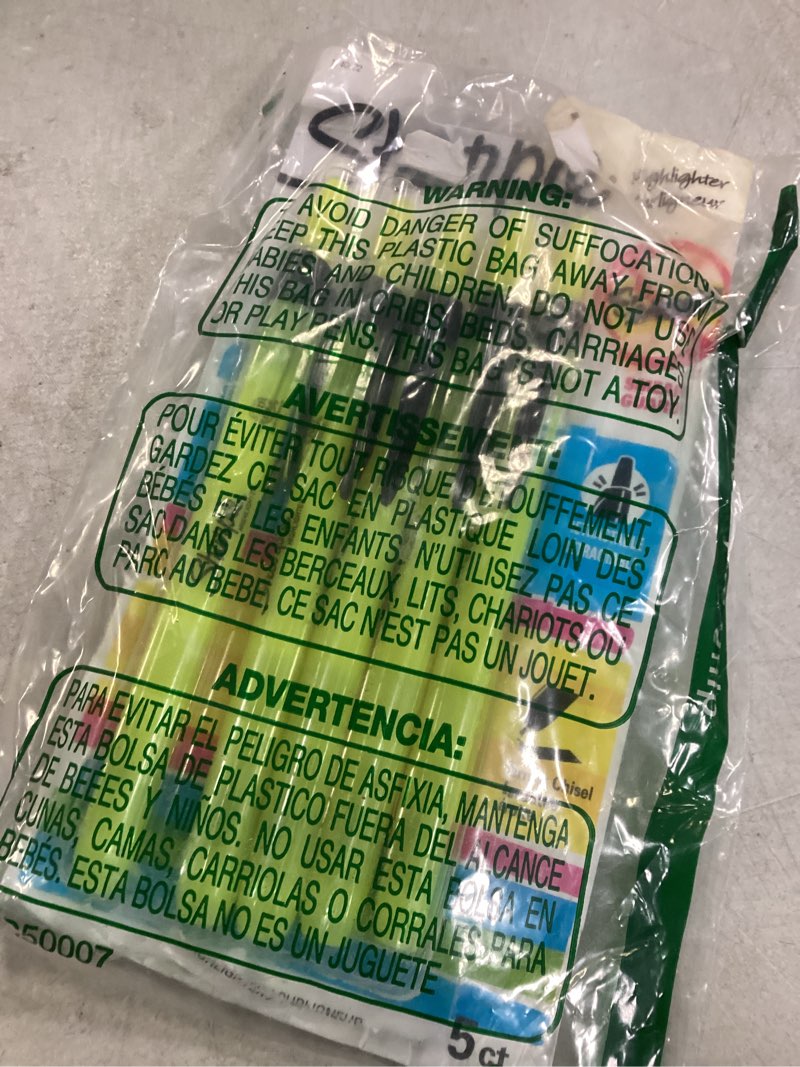 Sharpie
highlighter
WARNING:
AVOID DANGER OF SUFFOCATION,
EEP THIS PLASTIC BAG AWAY FROM
ABIES AND CHILDREN, DO NOT USE
HIS BAG IN CRIBS, BEDS, CARRIAGES
OR PLAY PENS. THIS BAG IS NOT A TOY.
AVERTISSEMENT:
POUR ÉVITER TOUT RISQUE D'ÉTOUFFEMENT,
GARDEZ CE SAC EN PLASTIQUE LOIN DES
BÉBÉS ET LES ENFANTS, N'UTILISEZ PAS CE
SAC DANS LES BERCEAUX, LITS, CHARIOTS OU
PARC AU BEBE, CE SAC N'EST PAS UN JOUET.
ADVERTENCIA:
PARA EVITAR EL PELIGRO DE ASFIXIA, MANTENGA
ESTA BOLSA DE PLASTICO FUERA DEL ALCANCE
DE BEBES Y NIÑOS. NO USAR ESTA BOLSA EN
CUNAS, CAMAS, CARRIOLAS O CORRALES PARA
BEBÉS. ESTA BOLSA NO ES UN JUGUETE
Chisel
50007
5 ct